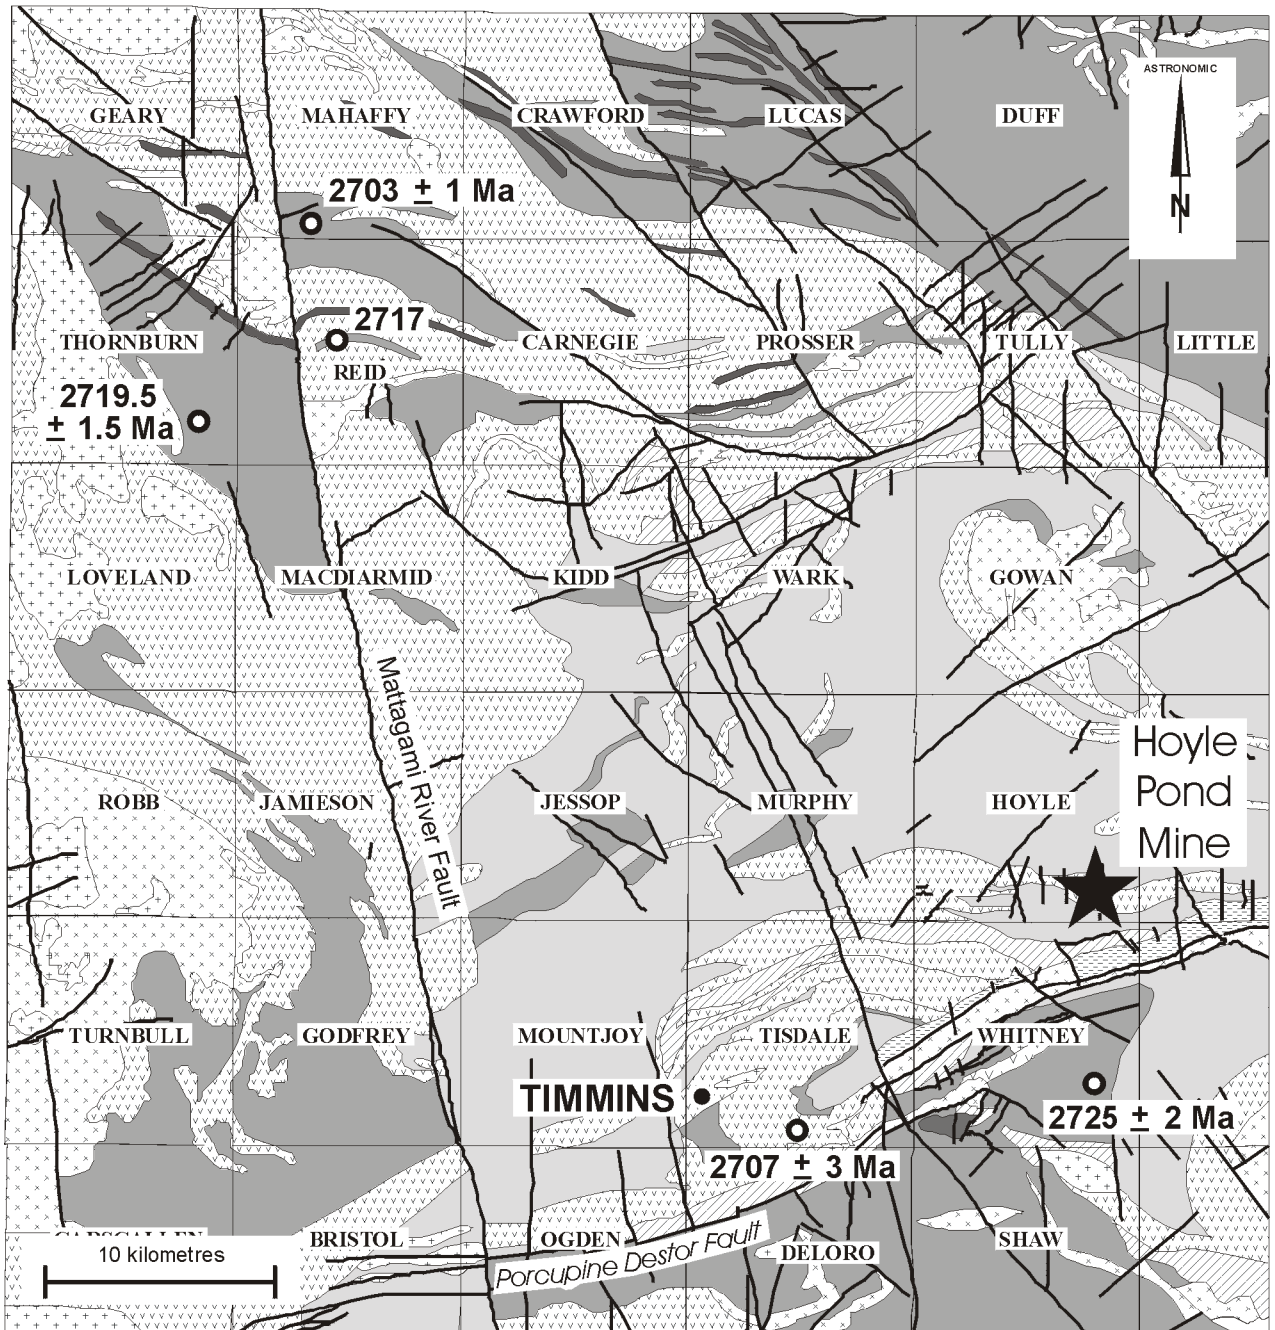 ASTRONOMIC
N
GEARY
MAHAFFY
CRAWFORD
LUCAS
DUFF
2703 ± 1 Ma
2717
THORNBURN
REID
CARNEGIE
PROSSER
TULLY
LITTLE
2719.5
± 1.5 Ma
LOVELAND
MACDIARMID
KIDD
WARK
GOWAN
Mattagami River Fault
Hoyle
Pond
Mine
ROBB
JAMIESON
JESSOP
MURPHY
HOYLE
TURNBULL
GODFREY
MOUNTJOY
TISDALE
WHITNEY
TIMMINS
2725 ± 2 Ma
2707 ± 3 Ma
BRISTOL
OGDEN
DELORO
SHAW
Porcupine Destor Fault
10 kilometres